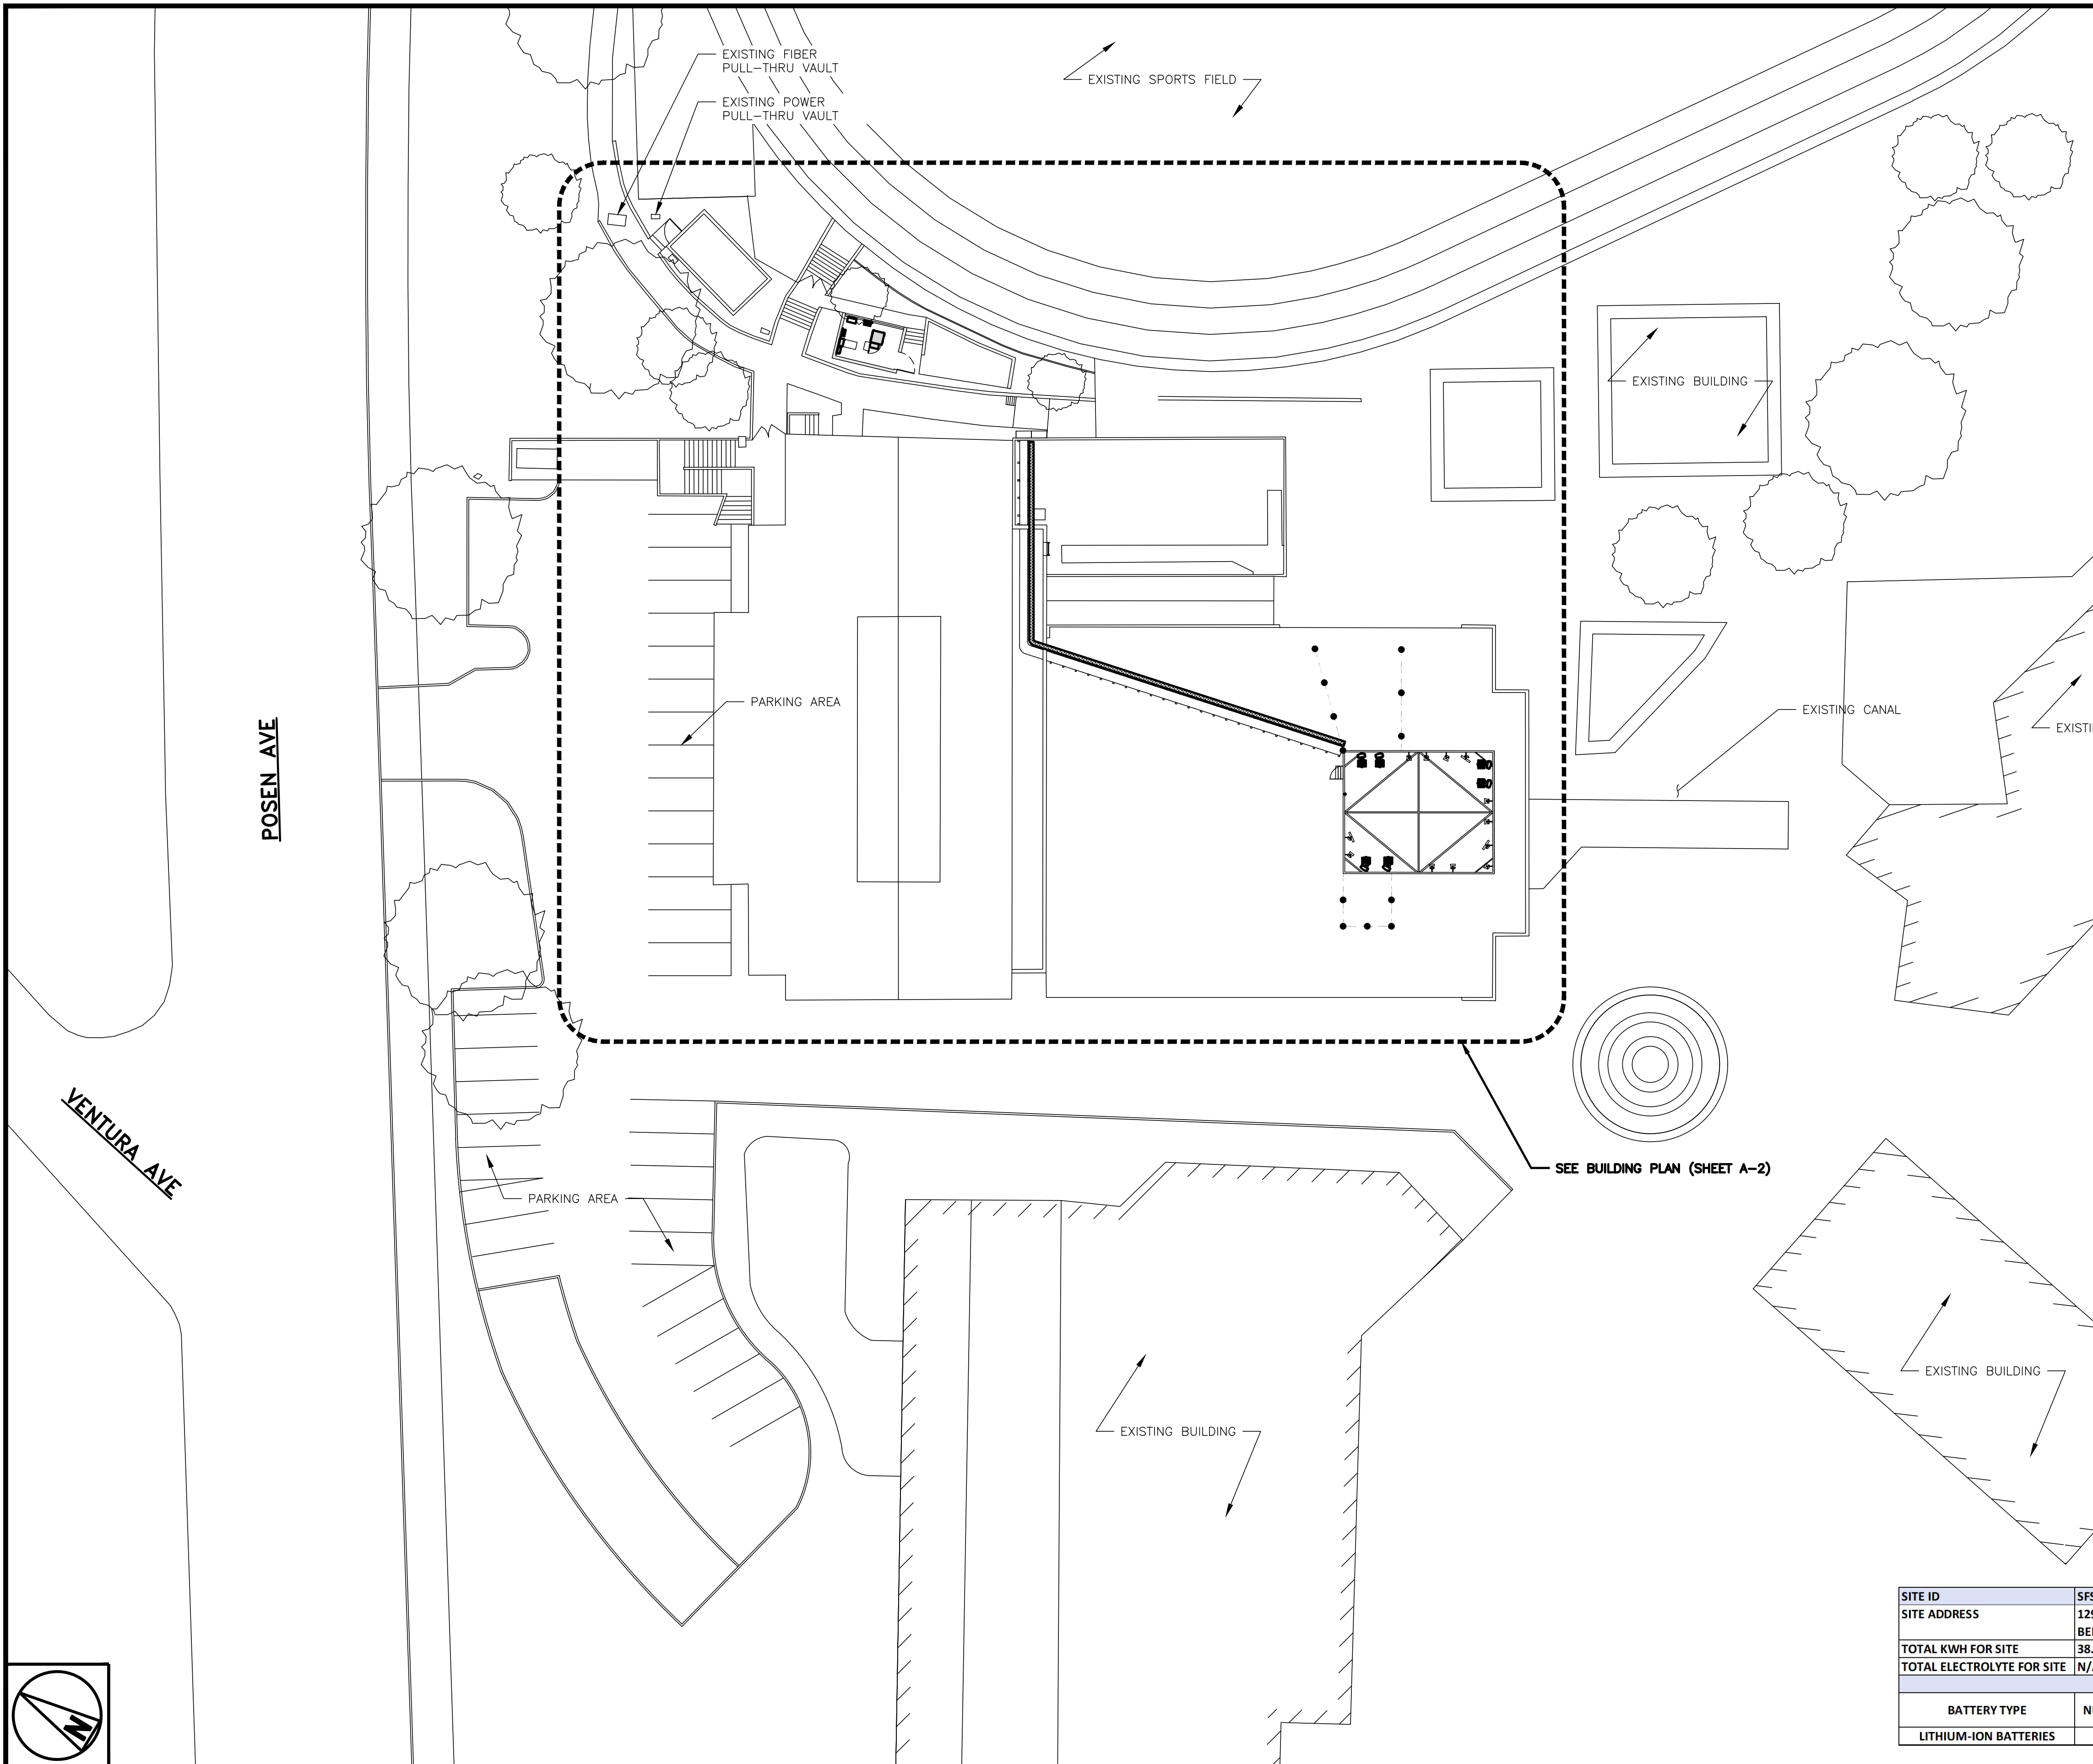 EXISTING FIBER
PULL-THRU VAULT
EXISTING POWER
PULL-THRU VAULT
EXISTING SPORTS FIELD
EXISTING BUILDING
PARKING AREA
EXISTING CANAL
POSEN AVE
VENTURA AVE
SEE BUILDING PLAN (SHEET A-2)
PARKING AREA
EXISTING BUILDING
EXISTING BUILDING
SITE ID
SITE ADDRESS
TOTAL KWH FOR SITE
TOTAL ELECTROLYTE FOR SITE
BATTERY TYPE
LITHIUM-ION BATTERIES
N